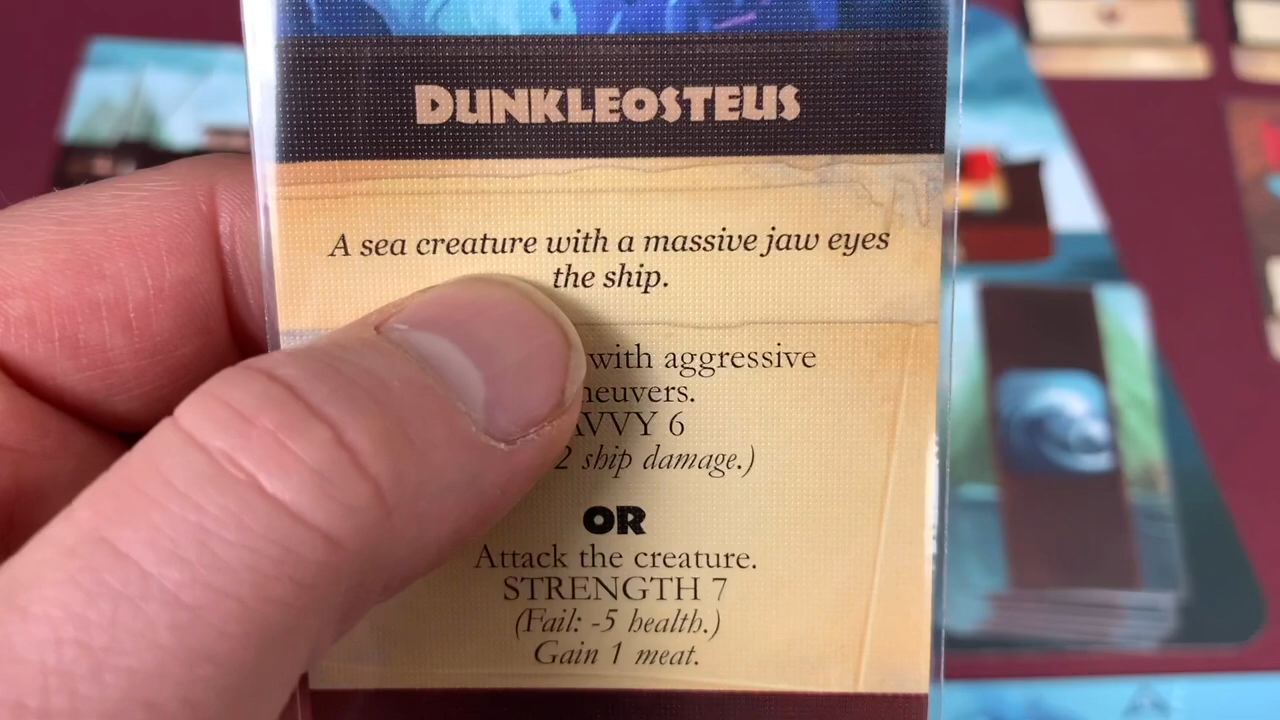 DUNKLEOSTEUS
A sea creature with a massive jaw eyes
the ship.
with aggressive
6
2 ship damage.)
OR
Attack the creature.
STRENGTH 7
(Fail: -5 health.)
Gain 1 meat.